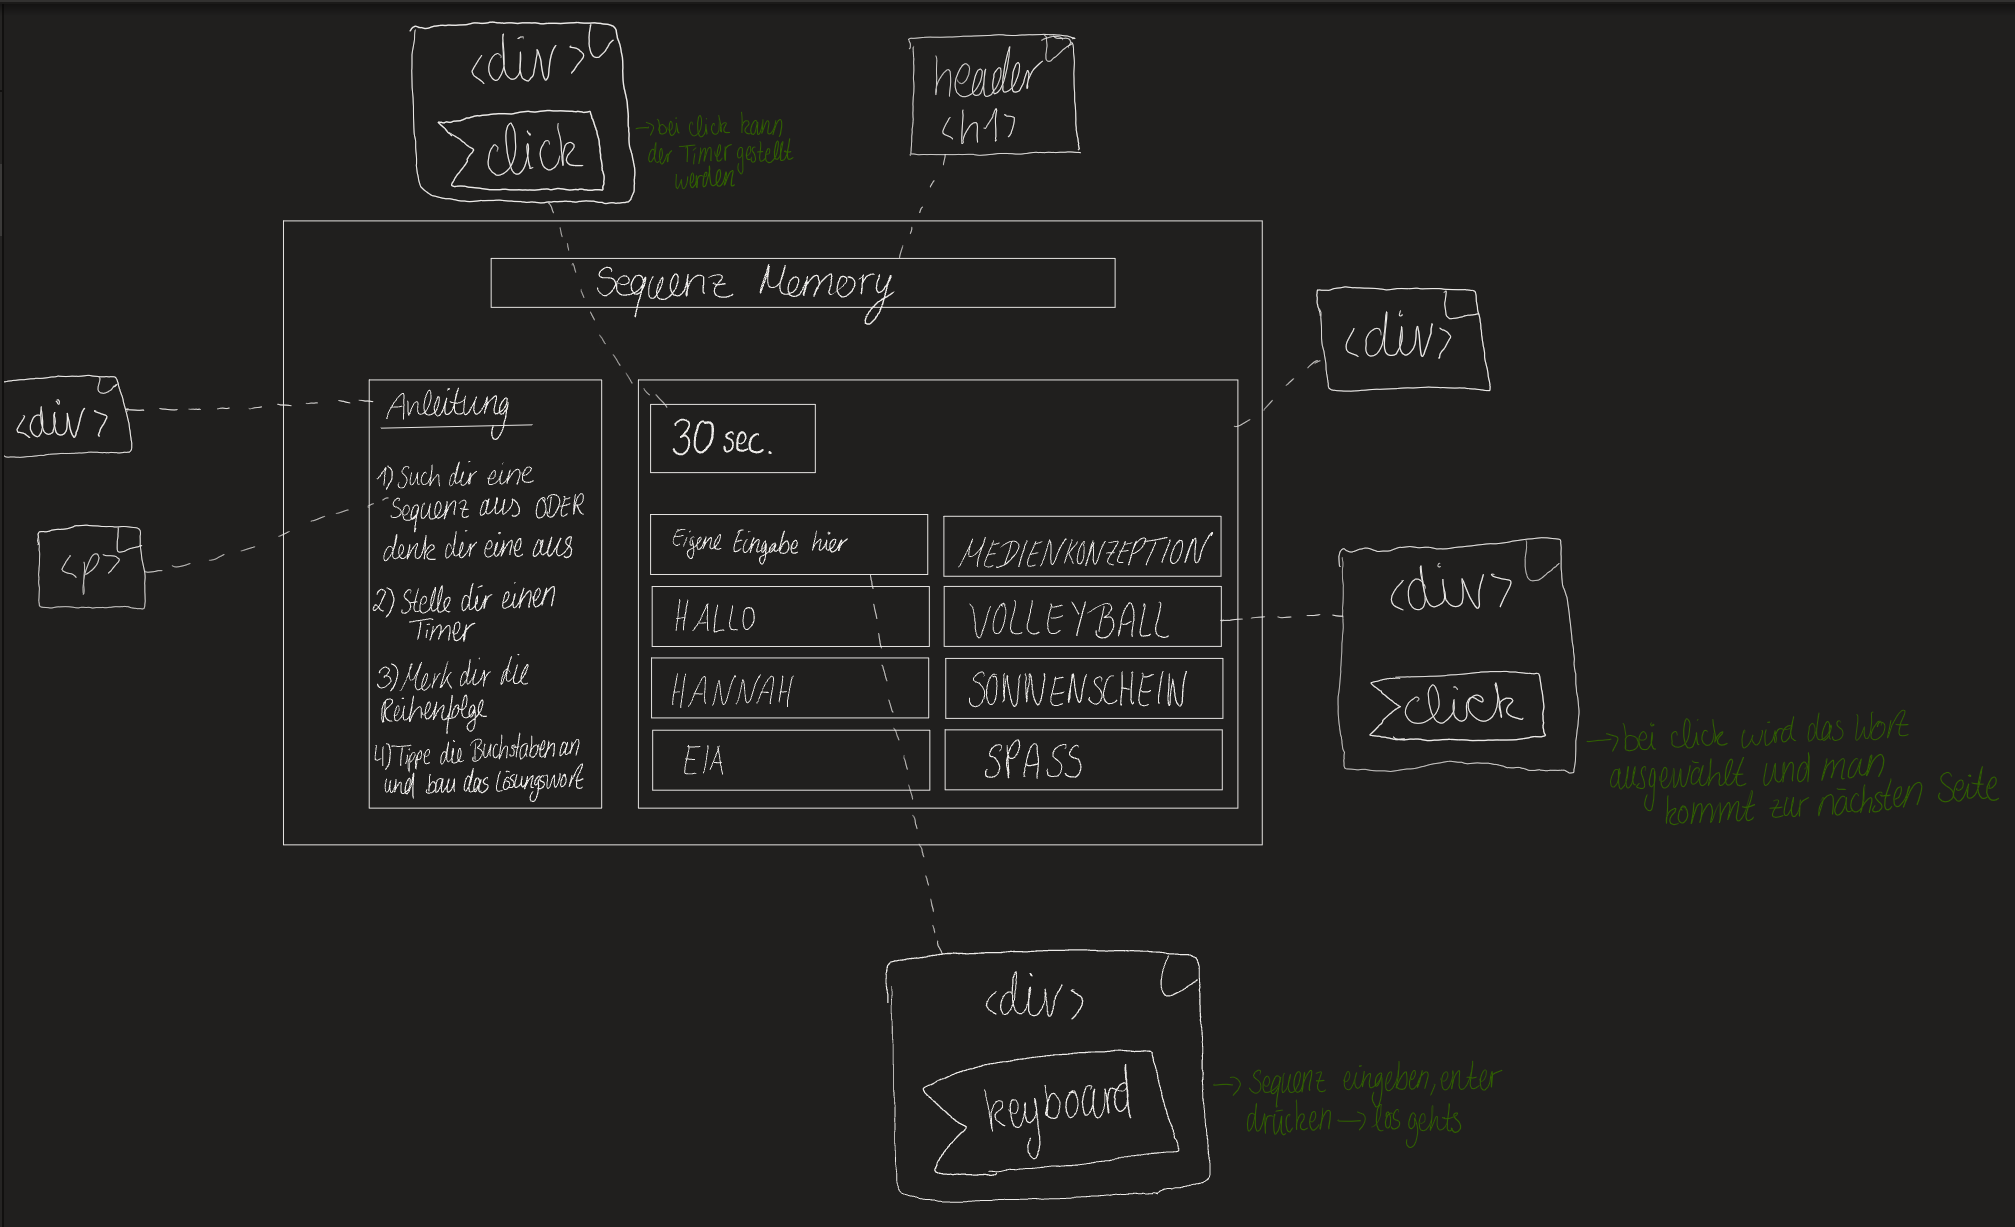 <div>
click
→ bei click kann
der Timer gestellt
werden
header
<h1>
Sequenz Memory
<div>
<div>
Anleitung
1) Such dir eine
Sequenz aus ODER
denk dir eine aus
2) Stelle dir einen
Timer
3) Merk dir die
Reihenfolge
4) Tippe die Buchstaben an
und bau das Lösungswort
<p>
30 sec.
Eigene Eingabe hier
MEDIENKONZEPTION
HALLO
VOLLEYBALL
HANNAH
SONNENSCHEIN
EIA
SPASS
<div>
click
→ bei click wird das Wort
ausgewählt und man
kommt zur nächsten Seite
<div>
keyboard
→ Sequenz eingeben, enter
drücken → los gehts